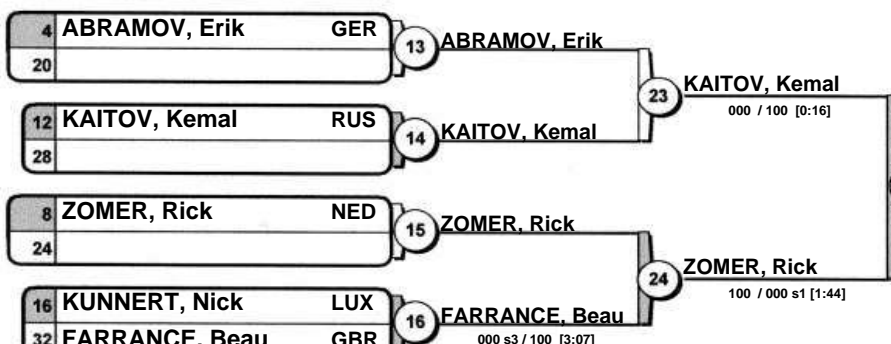 4 ABRAMOV, Erik GER
20
13 ABRAMOV, Erik
12 KAITOV, Kemal RUS
28
14 KAITOV, Kemal
23 KAITOV, Kemal
000 / 100 [0:16]
8 ZOMER, Rick NED
24
15 ZOMER, Rick
16 KUNNERT, Nick LUX
32 FARRANCE, Beau GBR
16 FARRANCE, Beau
000 s3 / 100 [3:07]
24 ZOMER, Rick
100 / 000 s1 [1:44]